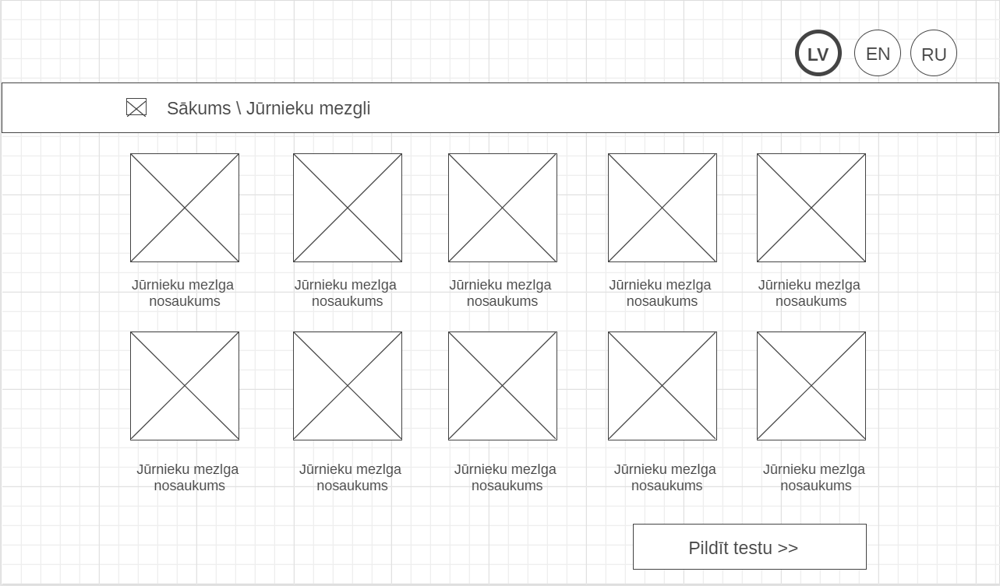 LV EN RU
Sākums \ Jūrnieku mezgli
Jūrnieku mezlga Jūrnieku mezlga Jūrnieku mezlga Jūrnieku mezlga Jūrnieku mezlga
nosaukums nosaukums nosaukums nosaukums nosaukums
Jūrnieku mezlga Jūrnieku mezlga Jūrnieku mezlga Jūrnieku mezlga Jūrnieku mezlga
nosaukums nosaukums nosaukums nosaukums nosaukums
Pildīt testu >>